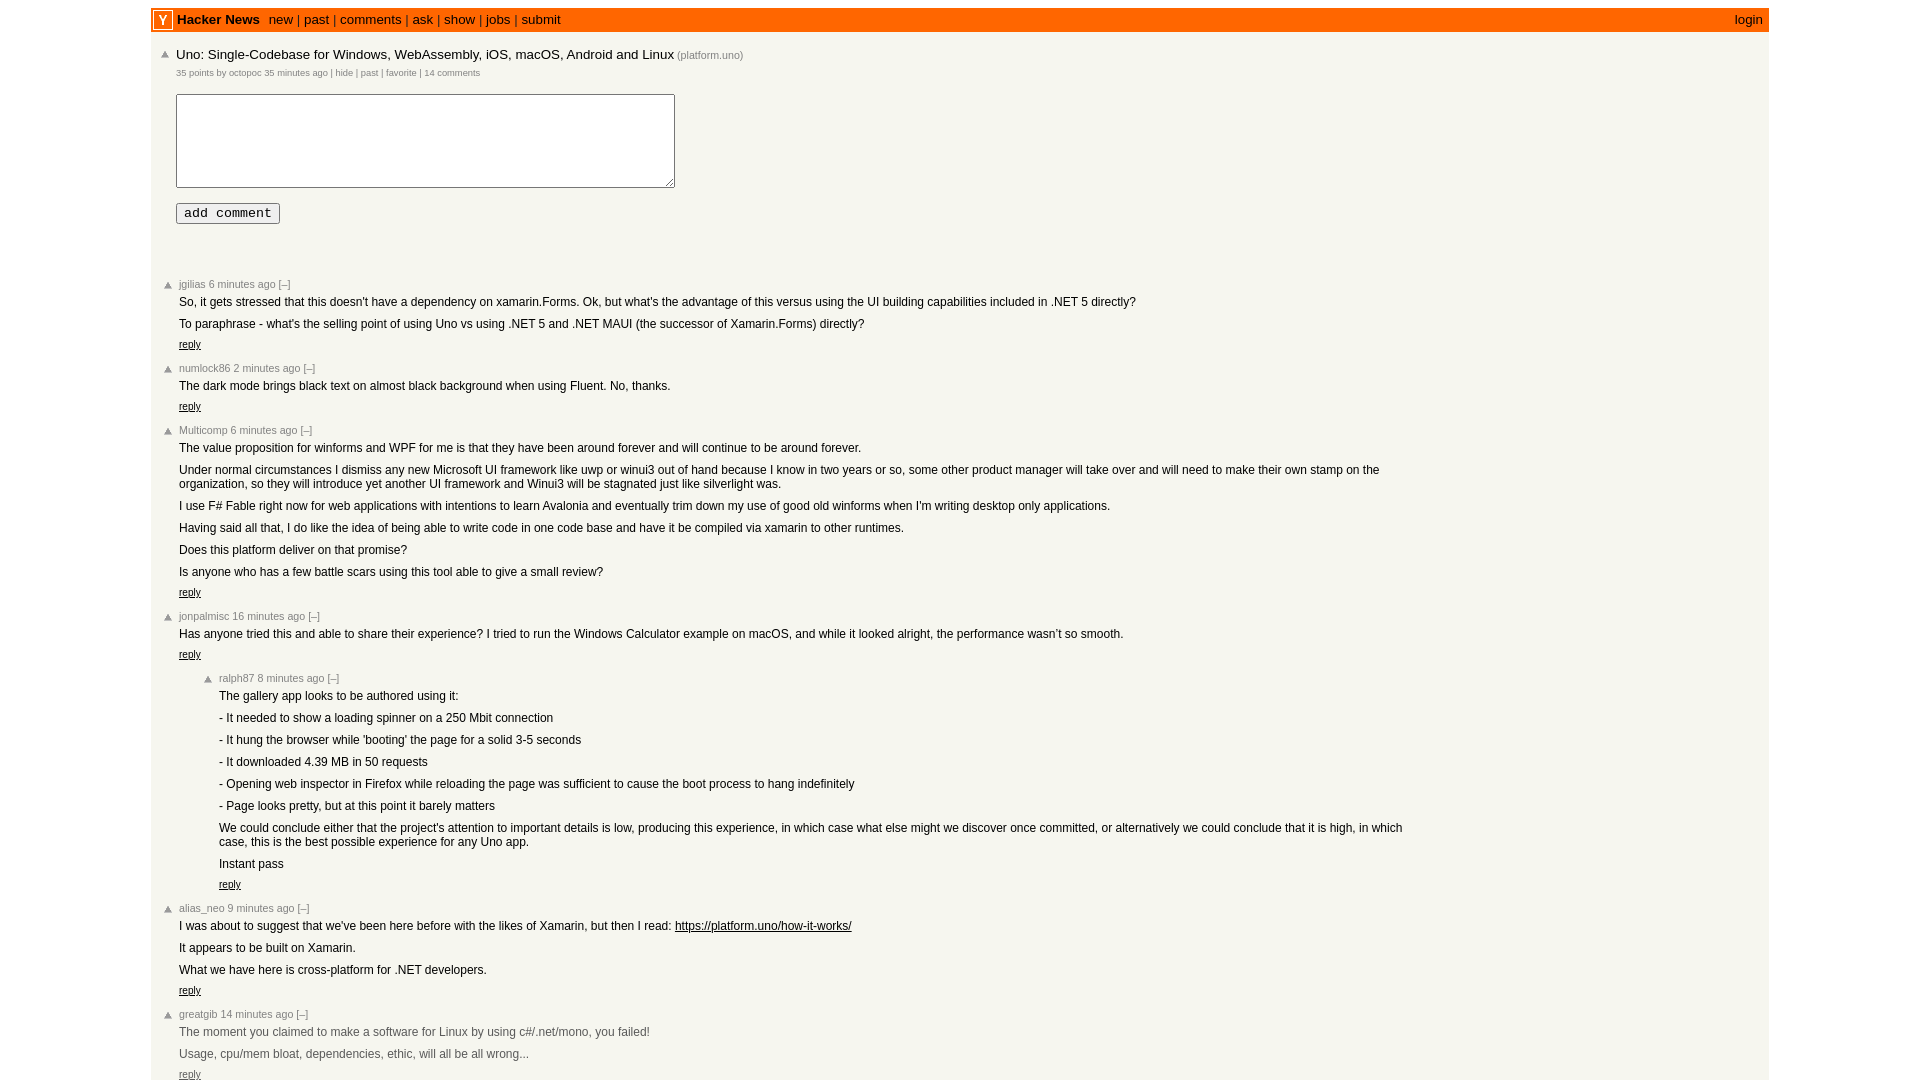 Y Hacker News new | past | comments | ask | show | jobs | submit login
Uno: Single-Codebase for Windows, WebAssembly, iOS, macOS, Android and Linux (platform.uno)
35 points by octopoc 35 minutes ago | hide | past | favorite | 14 comments
add comment
jgilias 6 minutes ago [–]
So, it gets stressed that this doesn't have a dependency on xamarin.Forms. Ok, but what's the advantage of this versus using the UI building capabilities included in .NET 5 directly?
To paraphrase - what's the selling point of using Uno vs using .NET 5 and .NET MAUI (the successor of Xamarin.Forms) directly?
reply
numlock86 2 minutes ago [–]
The dark mode brings black text on almost black background when using Fluent. No, thanks.
reply
Multicomp 6 minutes ago [–]
The value proposition for winforms and WPF for me is that they have been around forever and will continue to be around forever.
Under normal circumstances I dismiss any new Microsoft UI framework like uwp or winui3 out of hand because I know in two years or so, some other product manager will take over and will need to make their own stamp on the
organization, so they will introduce yet another UI framework and Winui3 will be stagnated just like silverlight was.
I use F# Fable right now for web applications with intentions to learn Avalonia and eventually trim down my use of good old winforms when I'm writing desktop only applications.
Having said all that, I do like the idea of being able to write code in one code base and have it be compiled via xamarin to other runtimes.
Does this platform deliver on that promise?
Is anyone who has a few battle scars using this tool able to give a small review?
reply
jonpalmisc 16 minutes ago [–]
Has anyone tried this and able to share their experience? I tried to run the Windows Calculator example on macOS, and while it looked alright, the performance wasn’t so smooth.
reply
ralph87 8 minutes ago [–]
The gallery app looks to be authored using it:
- It needed to show a loading spinner on a 250 Mbit connection
- It hung the browser while 'booting' the page for a solid 3-5 seconds
- It downloaded 4.39 MB in 50 requests
- Opening web inspector in Firefox while reloading the page was sufficient to cause the boot process to hang indefinitely
- Page looks pretty, but at this point it barely matters
We could conclude either that the project's attention to important details is low, producing this experience, in which case what else might we discover once committed, or alternatively we could conclude that it is high, in which
case, this is the best possible experience for any Uno app.
Instant pass
reply
alias_neo 9 minutes ago [–]
I was about to suggest that we've been here before with the likes of Xamarin, but then I read: https://platform.uno/how-it-works/
It appears to be built on Xamarin.
What we have here is cross-platform for .NET developers.
reply
greatgib 14 minutes ago [–]
The moment you claimed to make a software for Linux by using c#/.net/mono, you failed!
Usage, cpu/mem bloat, dependencies, ethic, will all be all wrong...
reply